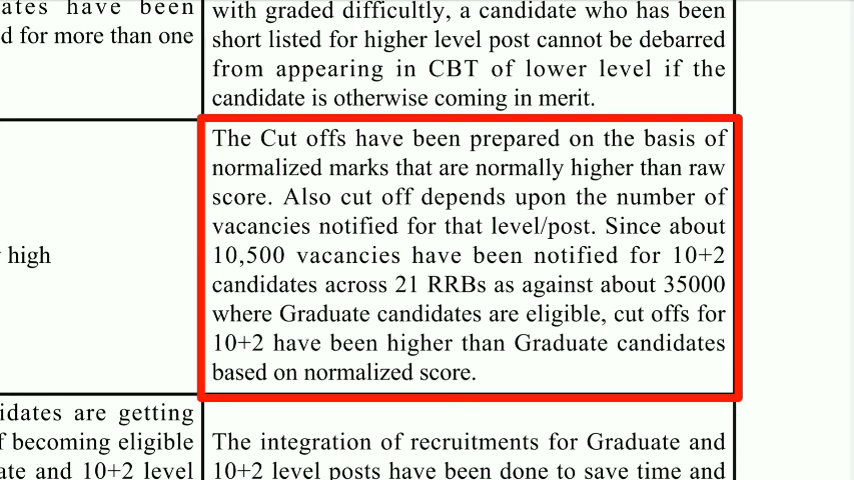 ates have been
d for more than one
with graded difficultly, a candidate who has been
short listed for higher level post cannot be debarred
from appearing in CBT of lower level if the
candidate is otherwise coming in merit.
high
The Cut offs have been prepared on the basis of
normalized marks that are normally higher than raw
score. Also cut off depends upon the number of
vacancies notified for that level/post. Since about
10,500 vacancies have been notified for 10+2
candidates across 21 RRBs as against about 35000
where Graduate candidates are eligible, cut offs for
10+2 have been higher than Graduate candidates
based on normalized score.
idates are getting
f becoming eligible
ate and 10+2 level
The integration of recruitments for Graduate and
10+2 level posts have been done to save time and